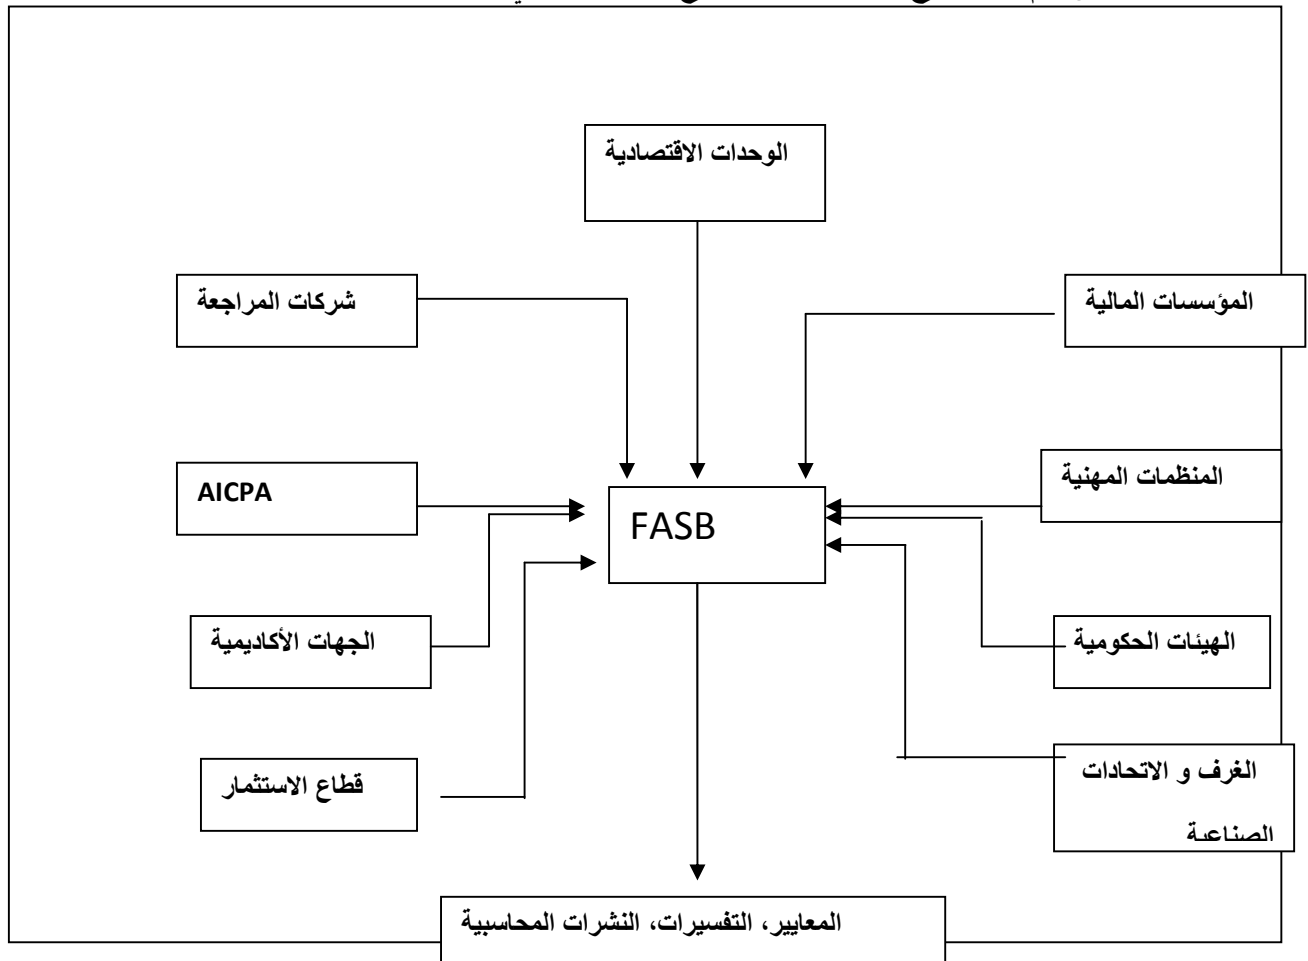 الوحدات الاقتصادية
المؤسسات المالية
شركات المراجعة
المنظمات المهنية
AICPA
FASB
الهيئات الحكومية
الجهات الأكاديمية
الغرف و الاتحادات
الصناعية
قطاع الاستثمار
المعايير، التفسيرات، النشرات المحاسبية